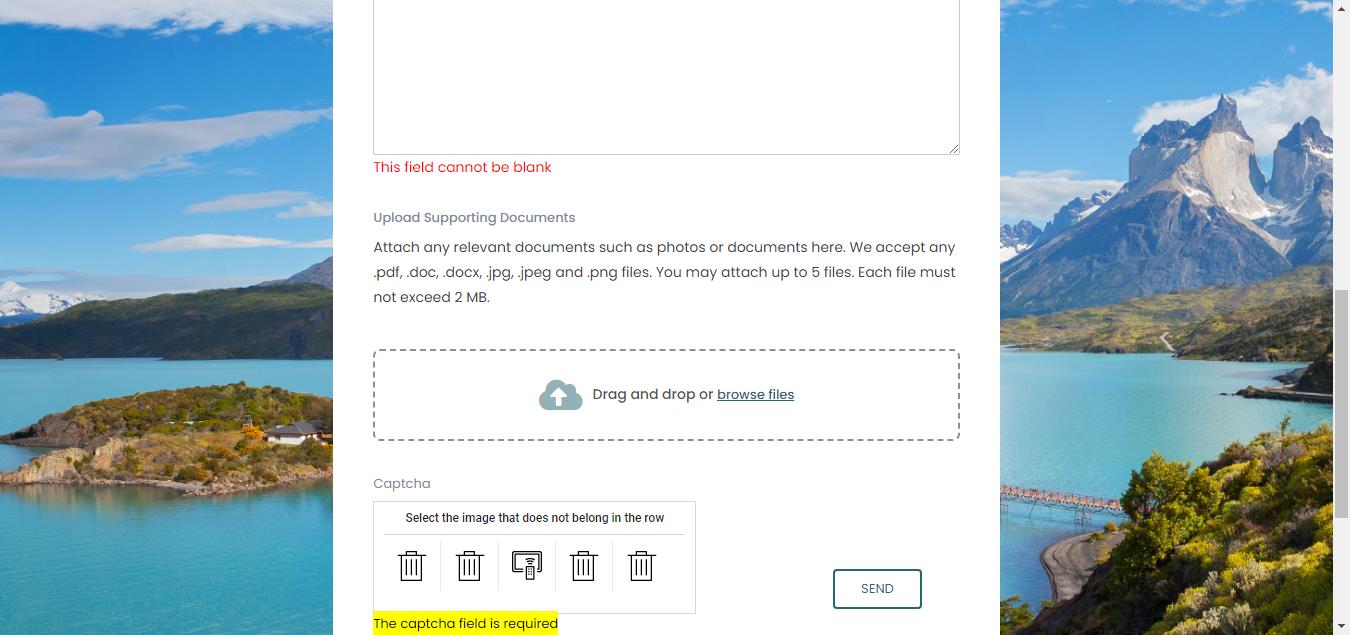 This field cannot be blank
Upload Supporting Documents
Attach any relevant documents such as photos or documents here. We accept any
.pdf, .doc, .docx, .jpg, .jpeg and .png files. You may attach up to 5 files. Each file must
not exceed 2 MB.
Drag and drop or browse files
Captcha
Select the image that does not belong in the row
SEND
The captcha field is required